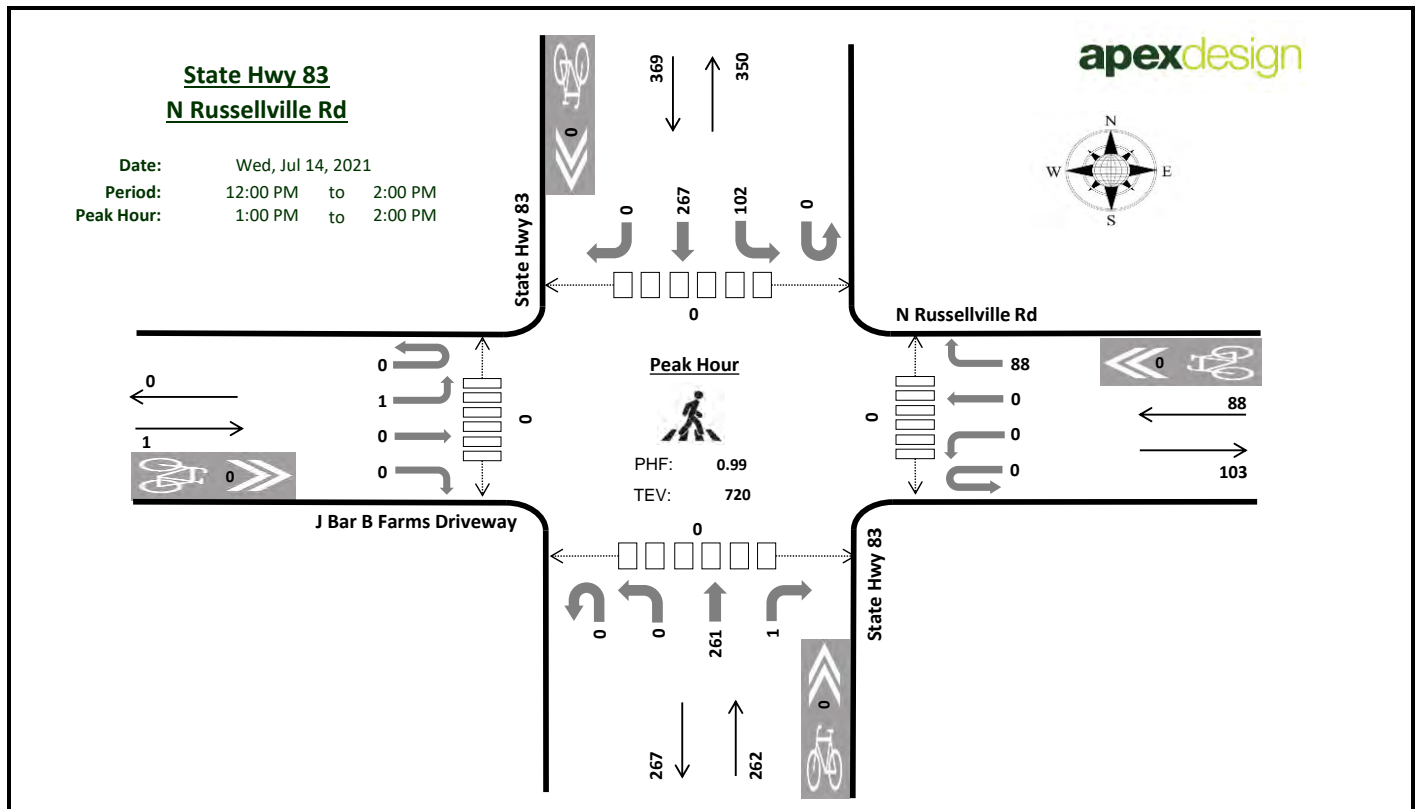 State Hwy 83
N Russellville Rd
Date: Wed, Jul 14, 2021
Period: 12:00 PM to 2:00 PM
Peak Hour: 1:00 PM to 2:00 PM
apexdesign
N
W E
S
369 350
0
0 267 102 0
State Hwy 83
0
N Russellville Rd
0
1
0
0
0
0
1
0
J Bar B Farms Driveway
Peak Hour
PHF: 0.99
TEV: 720
0
88
0
0
0
0
88
103
0
0 0 261 1
State Hwy 83
0
267 262